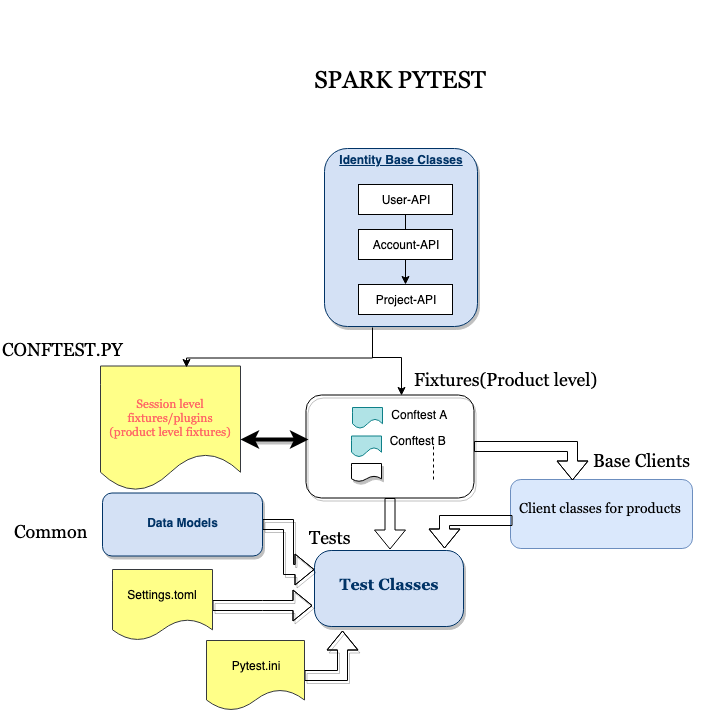 SPARK PYTEST
Identity Base Classes
User-API
Account-API
Project-API
CONFTEST.PY
Session level
fixtures/plugins
(product level fixtures)
Fixtures(Product level)
Conftest A
Conftest B
Base Clients
Client classes for products
Common
Data Models
Tests
Test Classes
Settings.toml
Pytest.ini